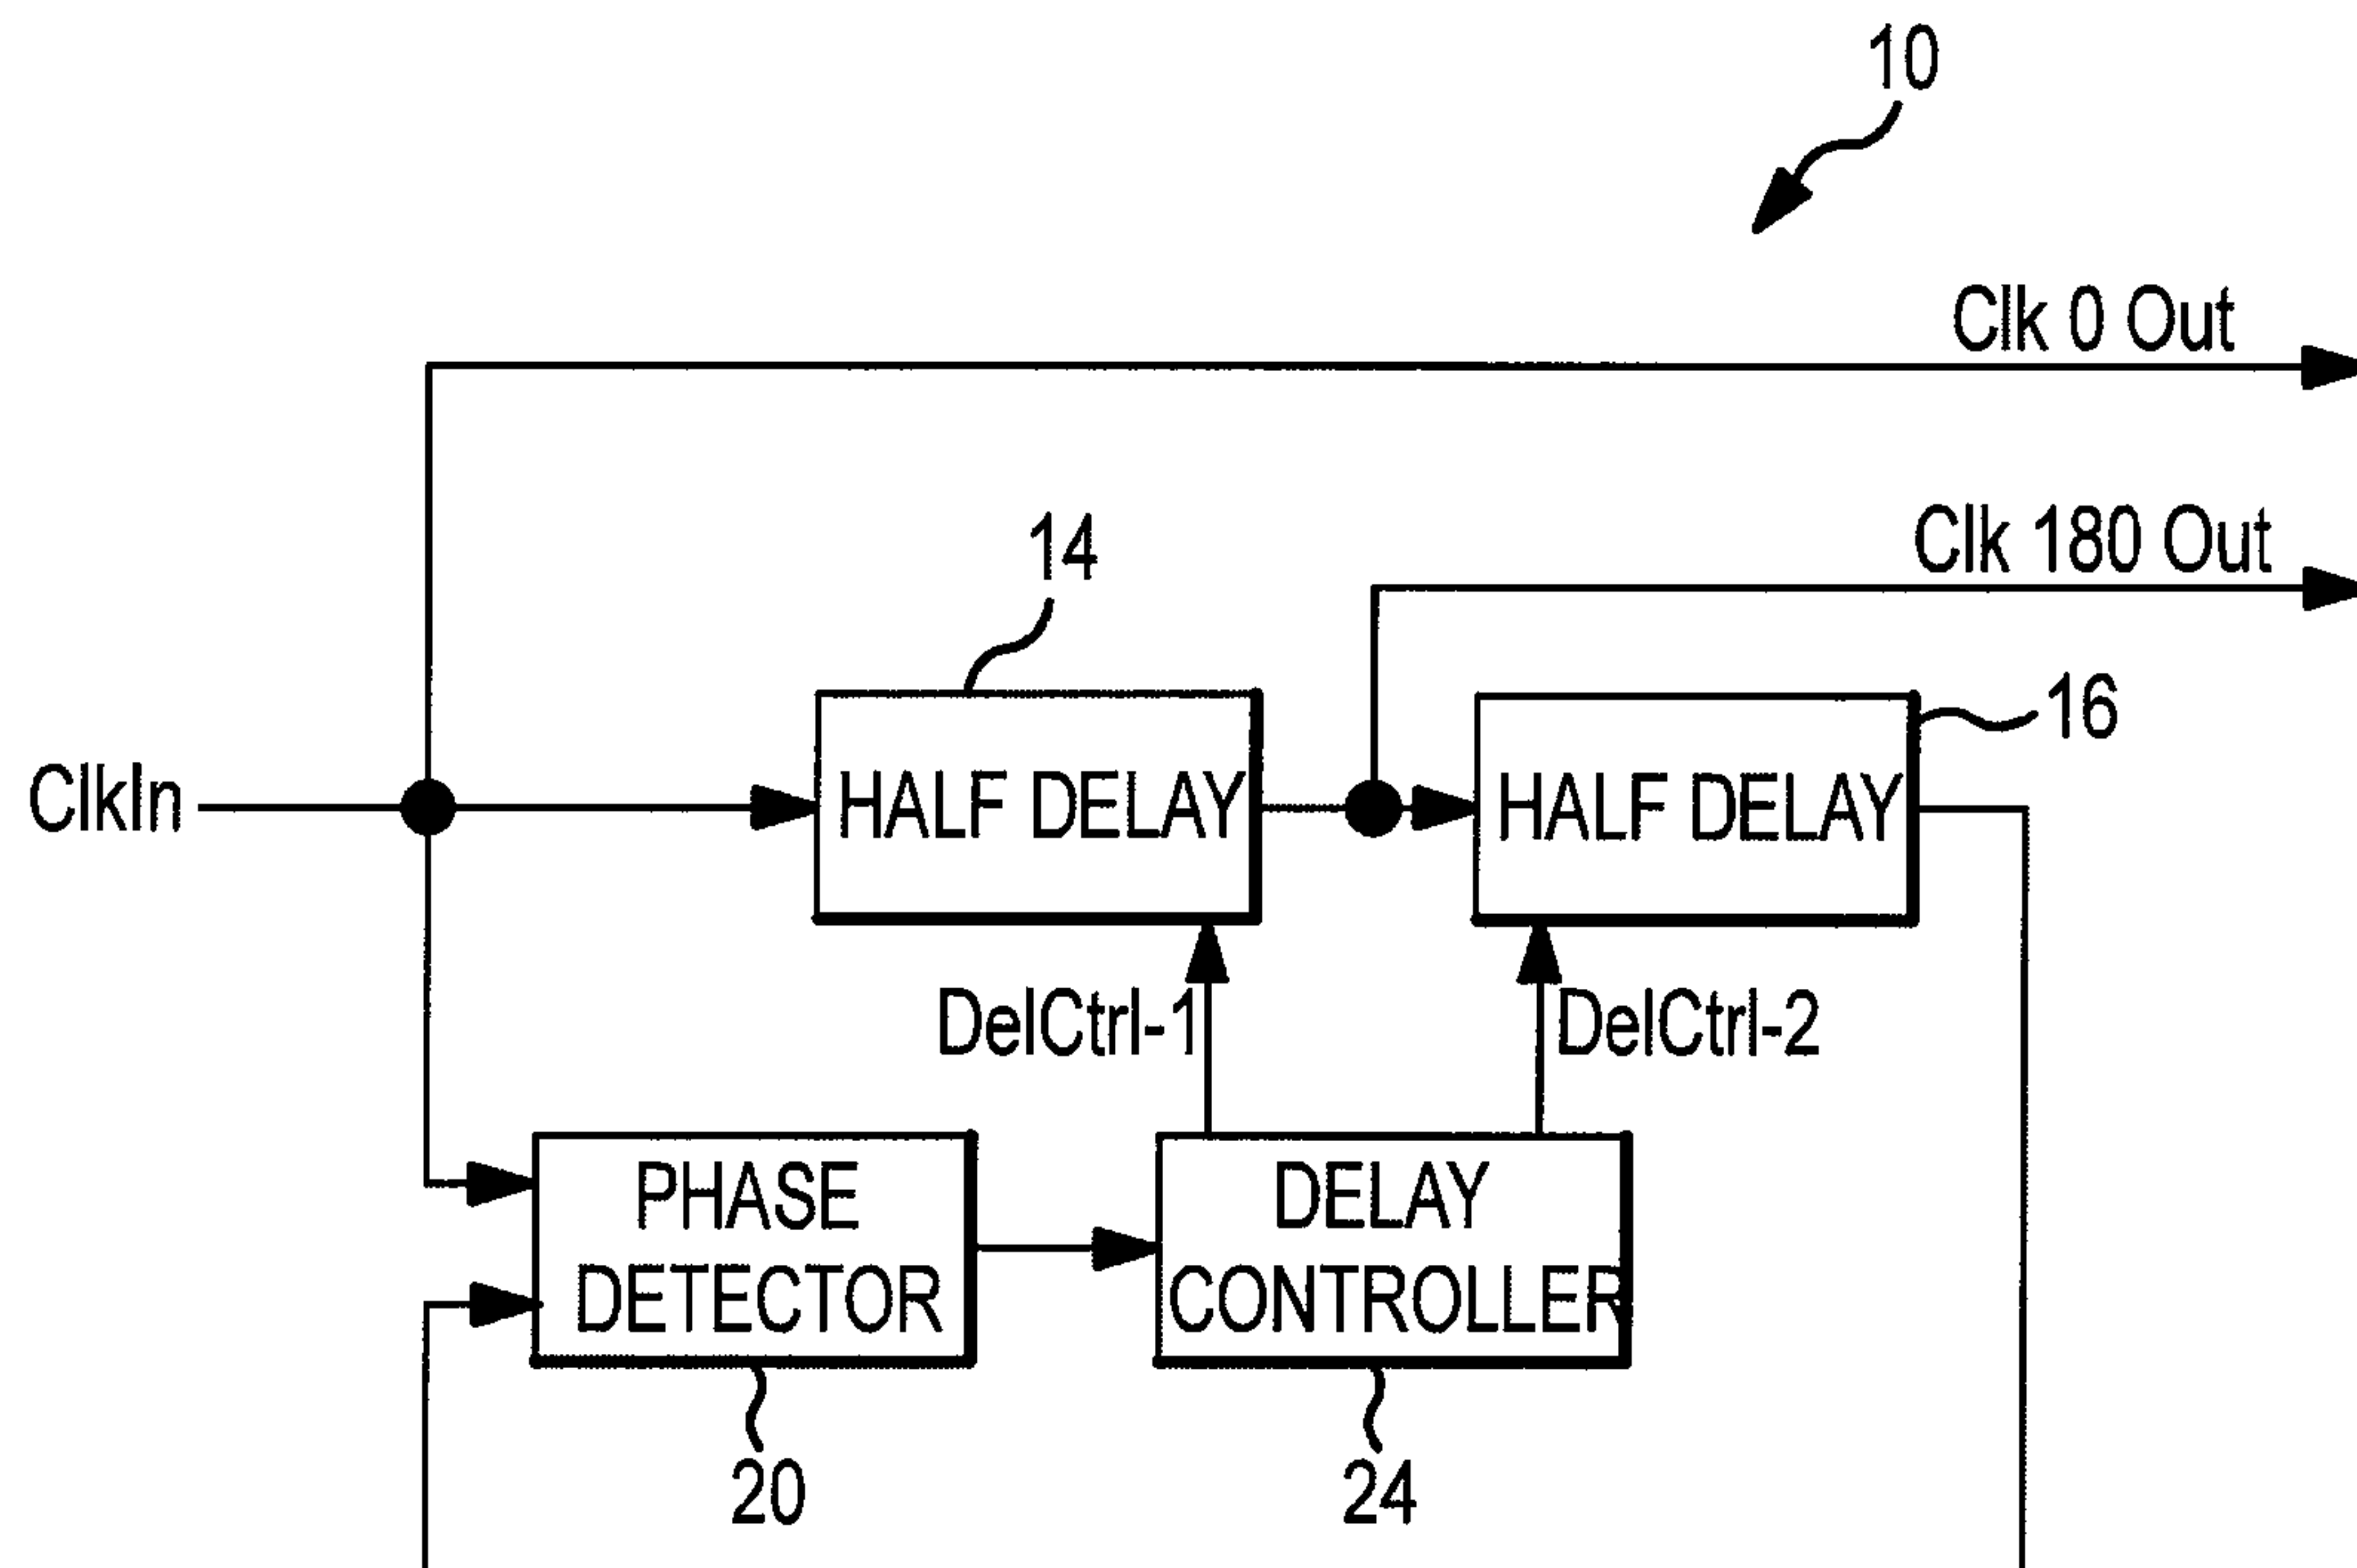 10
Clk 0 Out
Clk 180 Out
14
16
ClkIn
HALF DELAY
HALF DELAY
DelCtrl-1
DelCtrl-2
PHASE
DETECTOR
DELAY
CONTROLLER
20
24